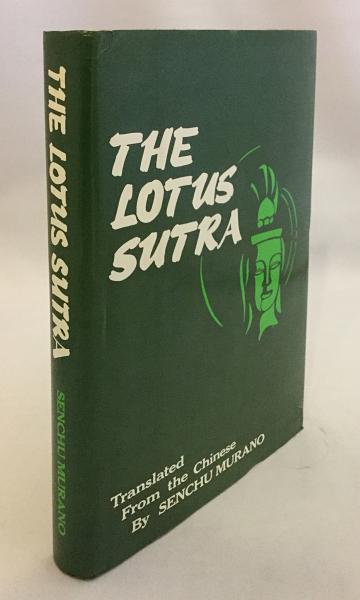 THE LOTUS SUTRA
SENCHU MURANO
THE
LOTUS
SUTRA
Translated
From the Chinese
By SENCHU MURANO